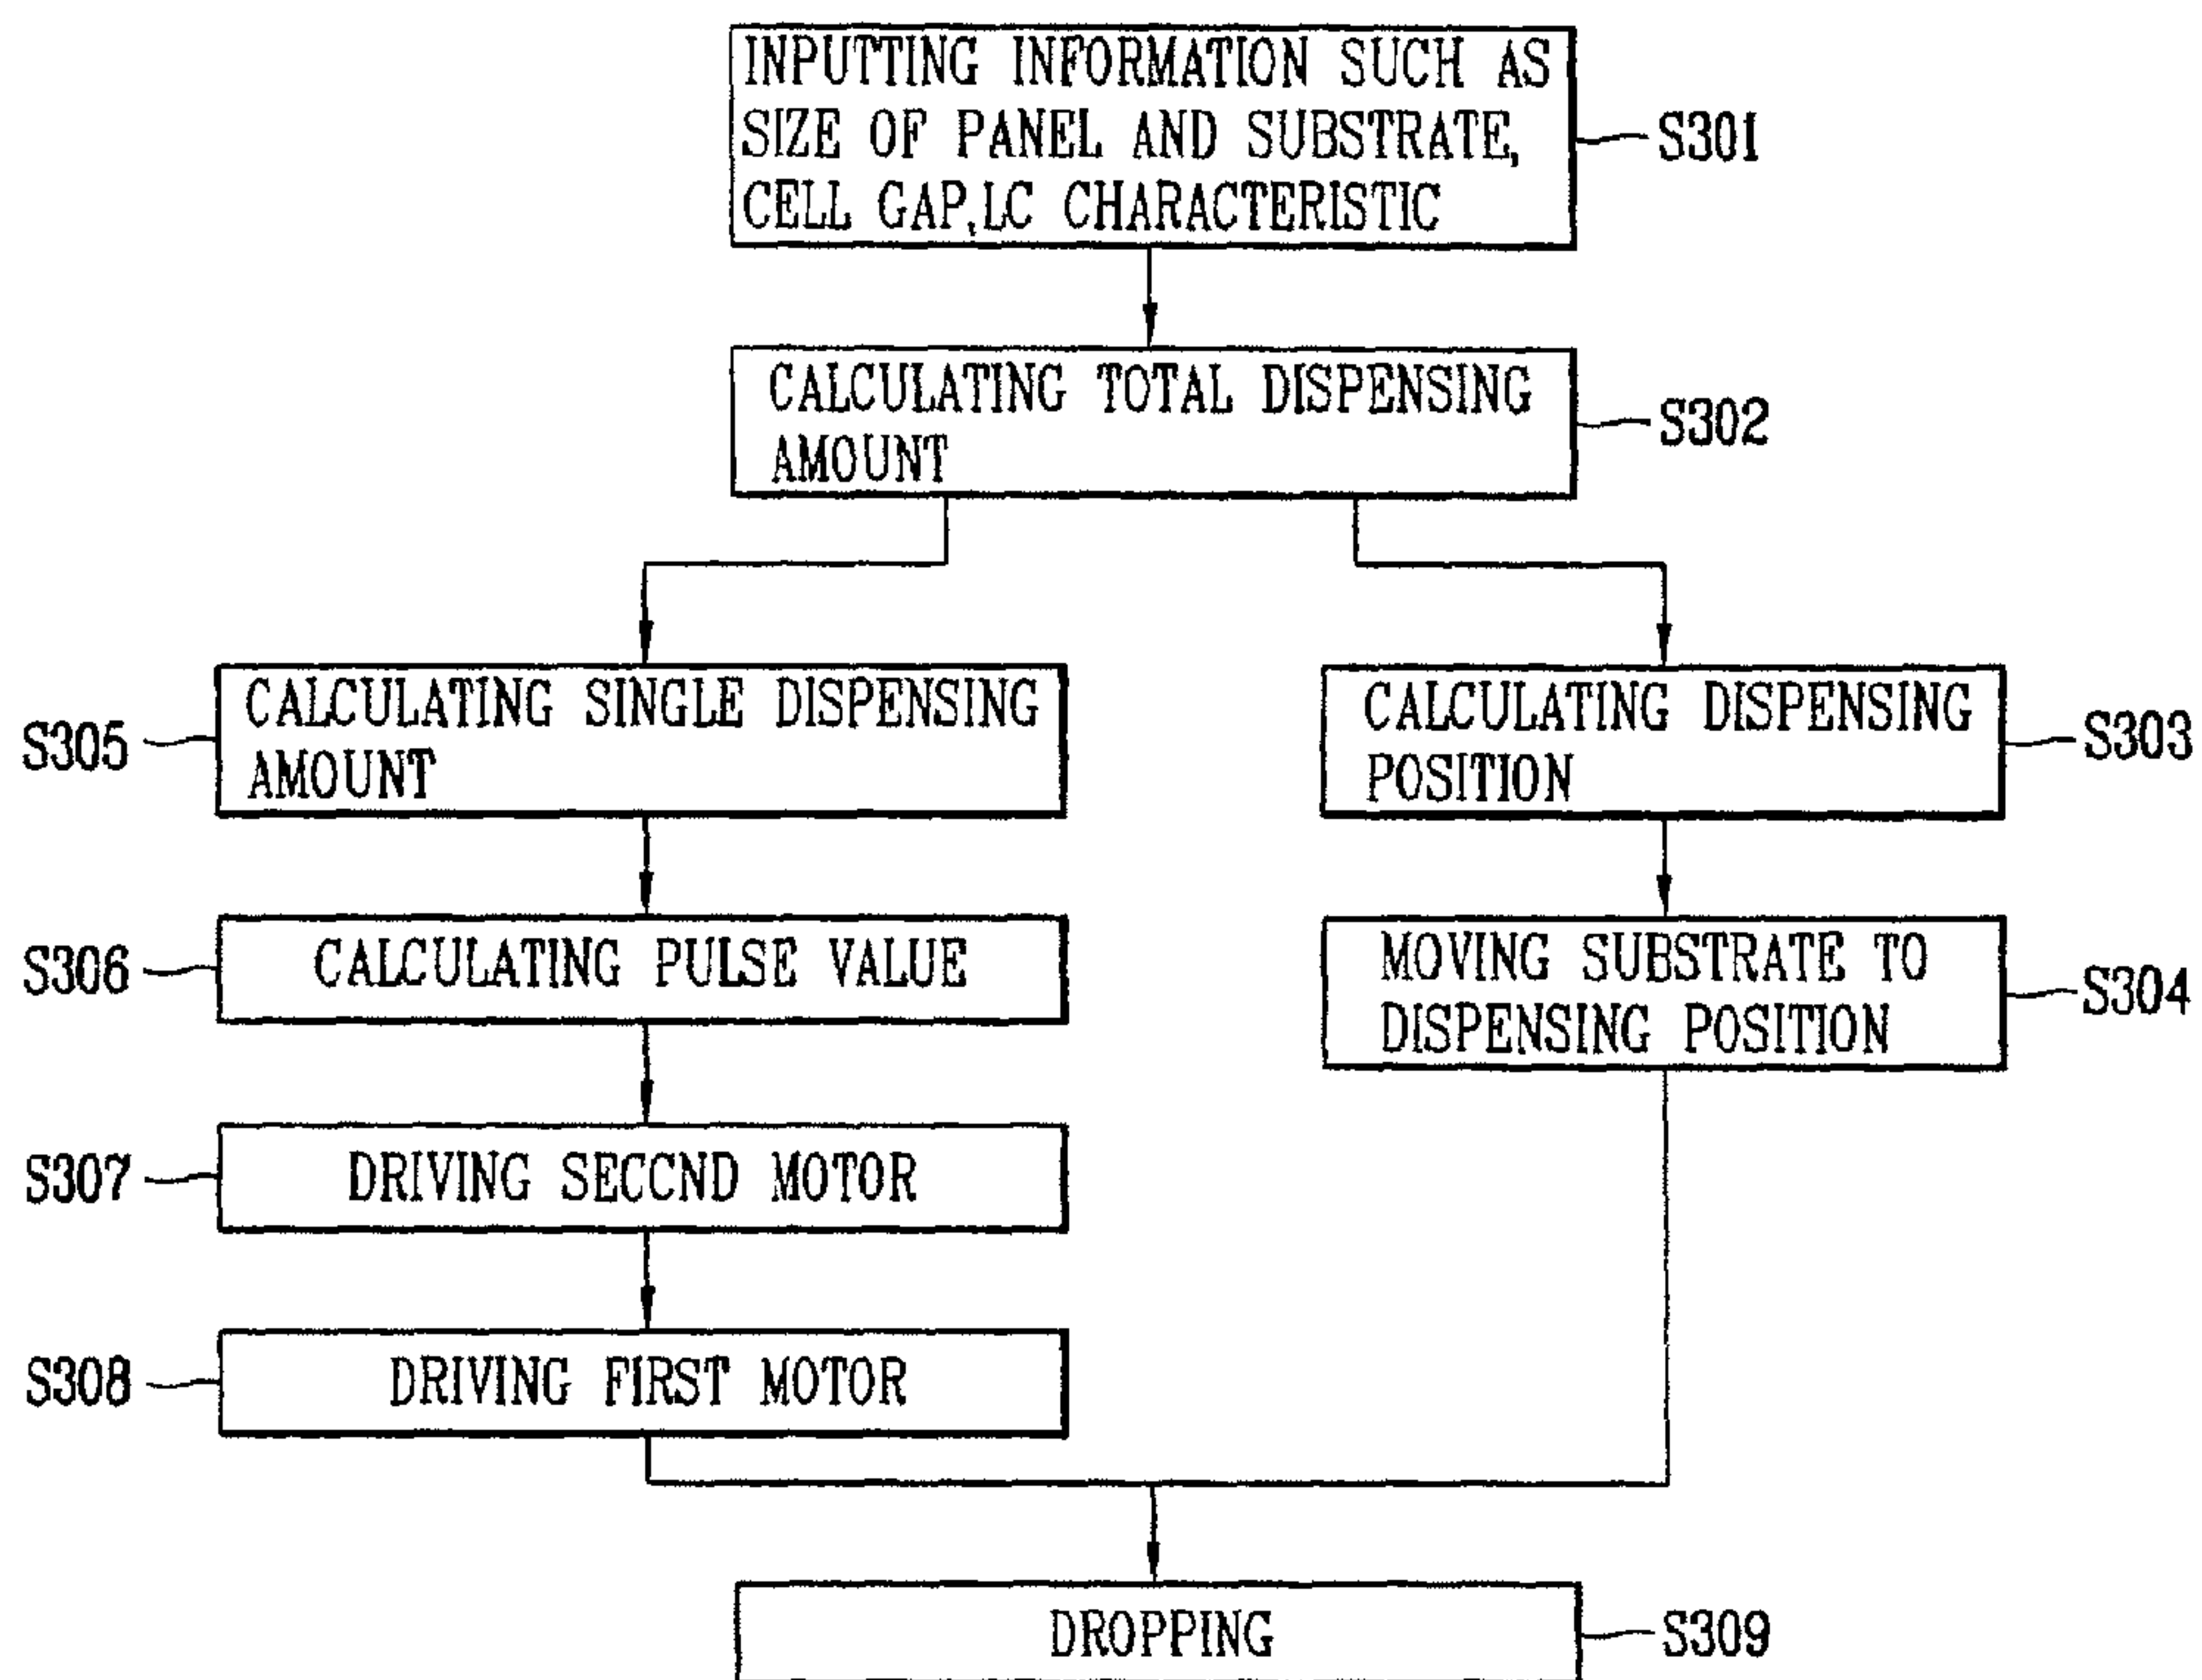 INPUTTING INFORMATION SUCH AS
SIZE OF PANEL AND SUBSTRATE,
CELL GAP,LC CHARACTERISTIC
S301
CALCULATING TOTAL DISPENSING
AMOUNT
S302
S305
CALCULATING SINGLE DISPENSING
AMOUNT
CALCULATING DISPENSING
POSITION
S303
S306
CALCULATING PULSE VALUE
MOVING SUBSTRATE TO
DISPENSING POSITION
S304
S307
DRIVING SECCND MOTOR
S308
DRIVING FIRST MOTOR
DROPPING
S309